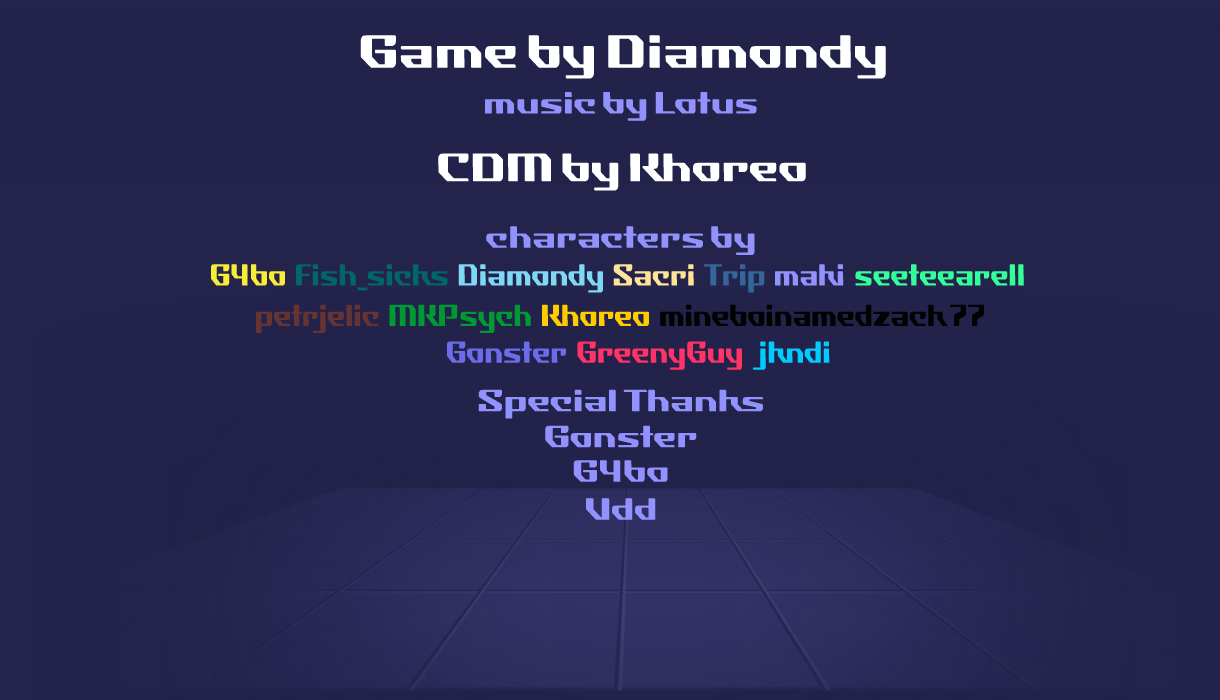 Game by Diamondy
music by Lotus
CDM by Khoreo
characters by
G4bo Fish_sicks Diamondy Sacri Trip maki seeteearell
petrjelic MKPsych Khoreo mineboinamedzack77
Gonster GreenyGuy jkndi
Special Thanks
Gonster
G4bo
Vdd